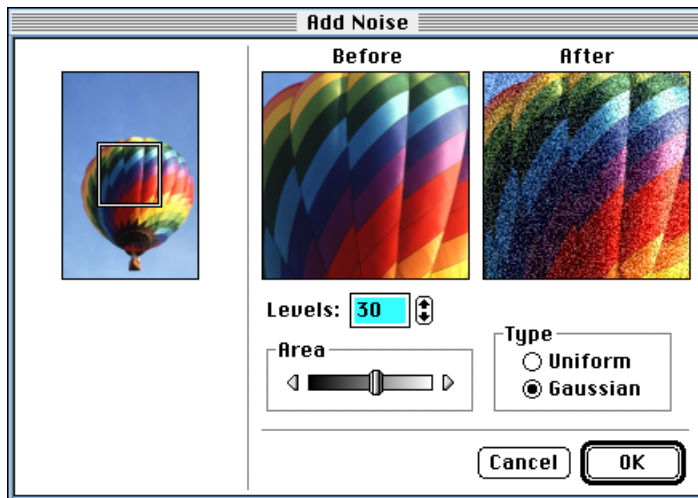 Add Noise
Before
After
Levels: 30
Area
Type
Uniform
Gaussian
Cancel
OK